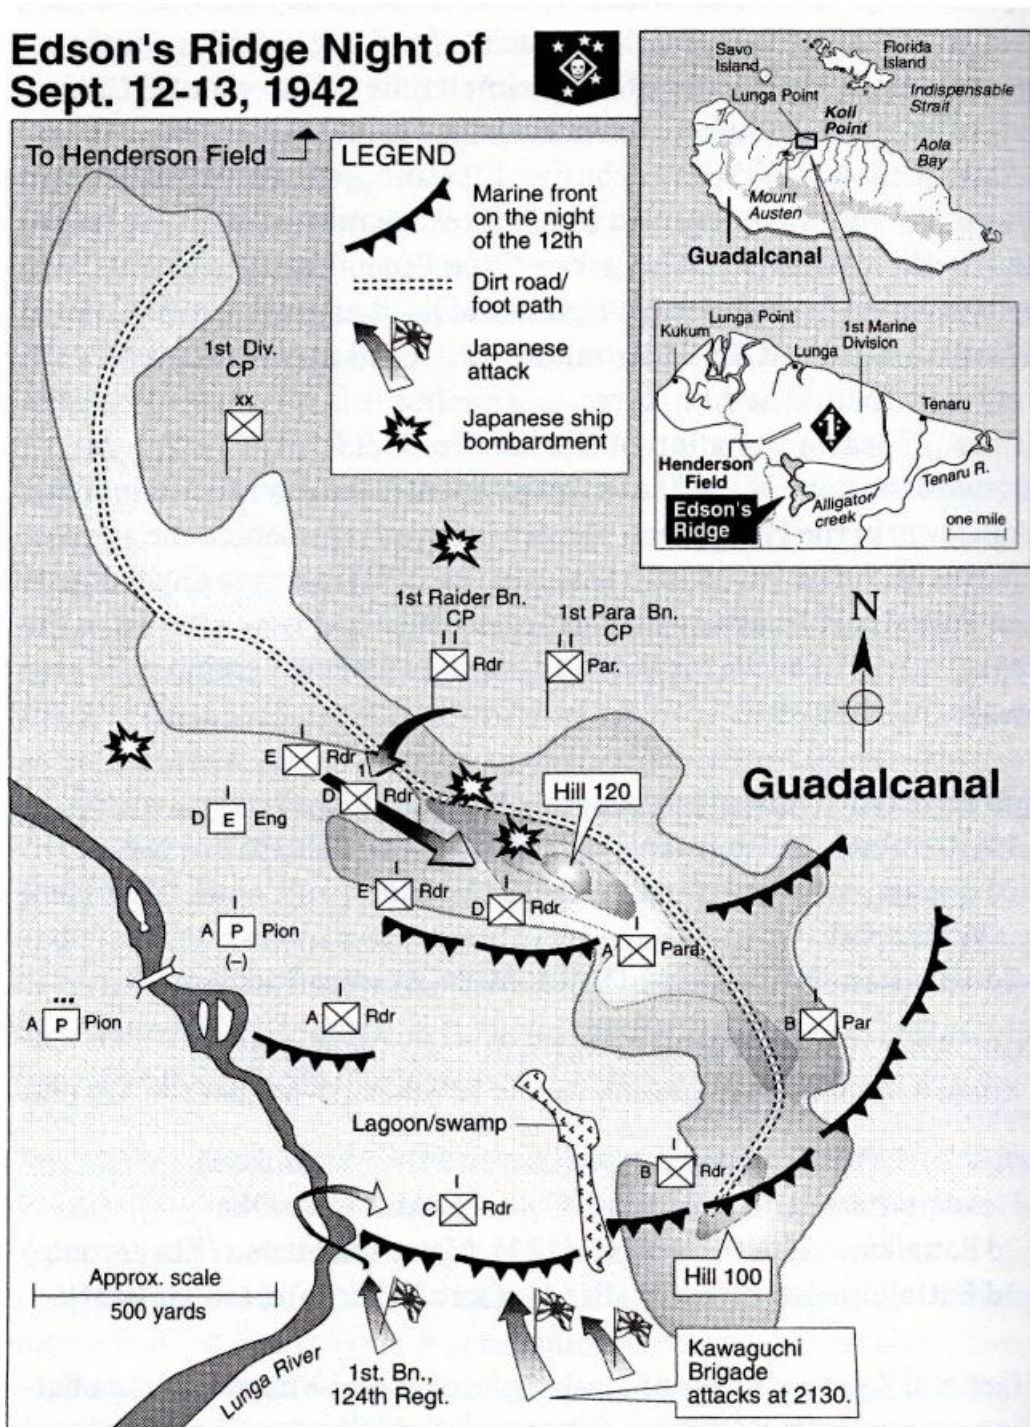 Edson's Ridge Night of
Sept. 12-13, 1942
To Henderson Field
LEGEND
Marine front
on the night
of the 12th
Dirt road/
foot path
Japanese
attack
Japanese ship
bombardment
Savo
Island
Florida
Island
Lunga Point
Indispensable
Strait
Koli
Point
Aola
Bay
Mount
Austen
Guadalcanal
Lunga Point
1st Marine
Division
Kukum
Lunga
Tenaru
1
Henderson
Field
Tenaru R.
Alligator
creek
Edson's
Ridge
one mile
1st Div.
CP
xx
1st Raider Bn.
CP
II
Rdr
1st Para Bn.
CP
II
Par.
N
Guadalcanal
I
E Rdr
I
D Rdr
Hill 120
I
D E Eng
I
E Rdr
I
D Rdr
I
A P Pion
(–)
I
A Para
•••
A P Pion
I
A Rdr
I
B Par
Lagoon/swamp
I
B Rdr
I
C Rdr
Hill 100
Approx. scale
500 yards
Lunga River
1st. Bn.,
124th Regt.
Kawaguchi
Brigade
attacks at 2130.